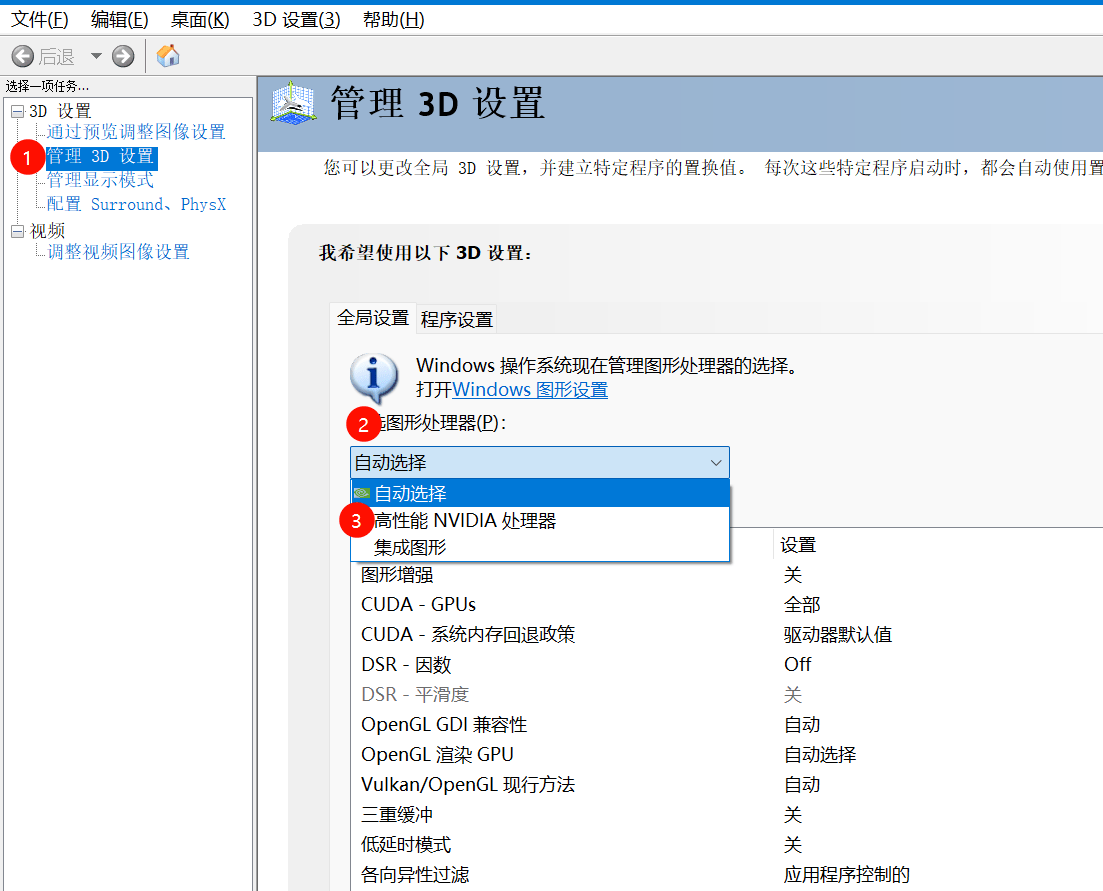 文件(F) 编辑(E) 桌面(K) 3D 设置(3) 帮助(H)
后退
选择一项任务...
3D 设置
通过预览调整图像设置
1 管理 3D 设置
管理显示模式
配置 Surround、PhysX
视频
调整视频图像设置
管理 3D 设置
您可以更改全局 3D 设置，并建立特定程序的置换值。 每次这些特定程序启动时，都会自动使用置
我希望使用以下 3D 设置：
全局设置 程序设置
Windows 操作系统现在管理图形处理器的选择。
打开Windows 图形设置
2 选图形处理器(P)：
自动选择
自动选择
3 高性能 NVIDIA 处理器
集成图形
设置
图形增强 关
CUDA - GPUs 全部
CUDA - 系统内存回退政策 驱动器默认值
DSR - 因数 Off
DSR - 平滑度 关
OpenGL GDI 兼容性 自动
OpenGL 渲染 GPU 自动选择
Vulkan/OpenGL 现行方法 自动
三重缓冲 关
低延时模式 关
各向异性过滤 应用程序控制的